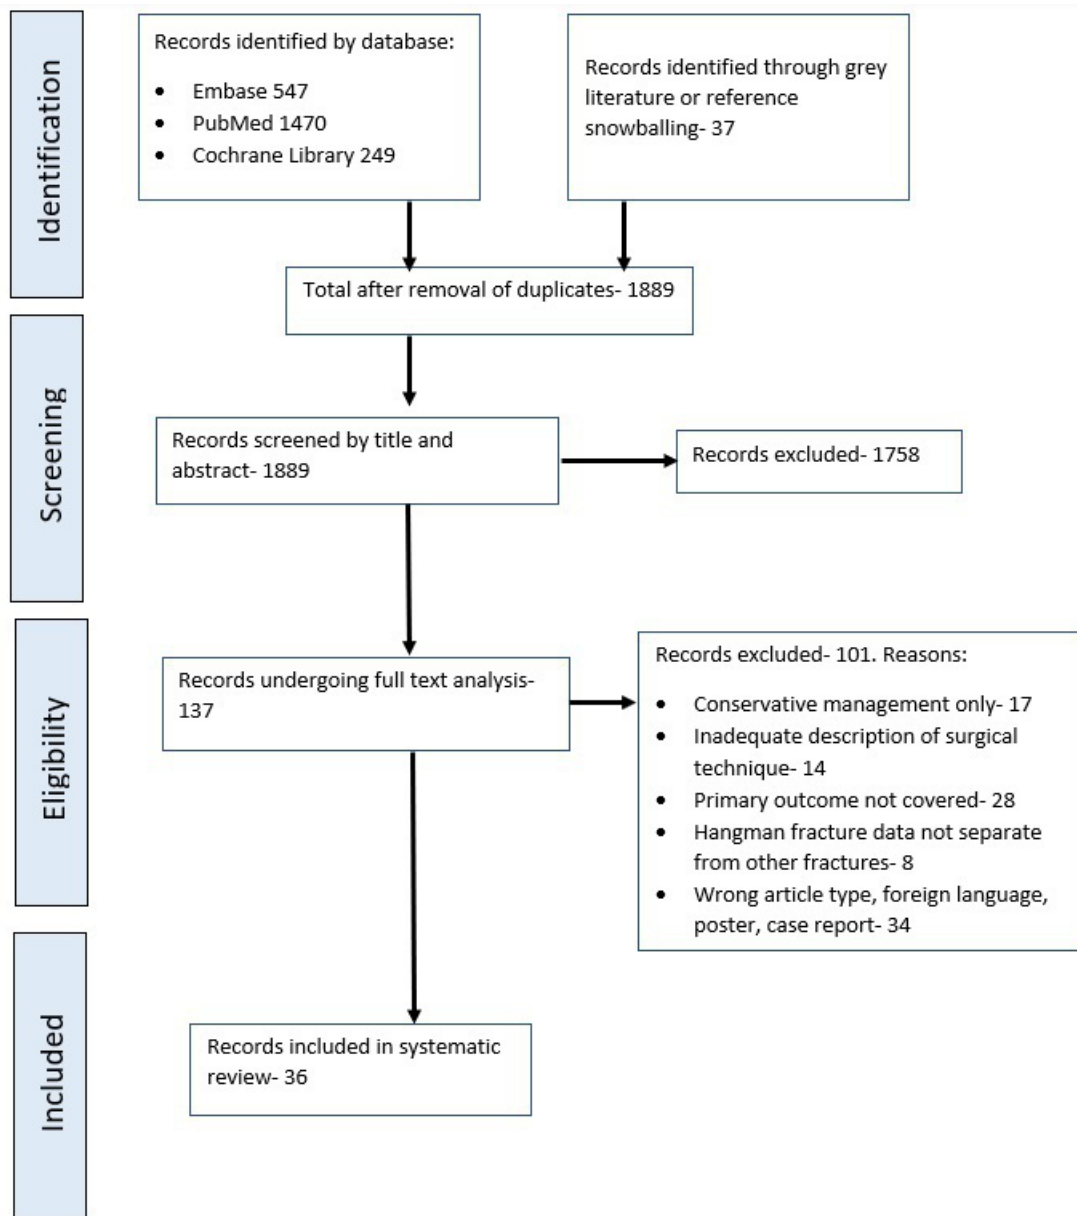 Identification
Records identified by database:
• Embase 547
• PubMed 1470
• Cochrane Library 249
Records identified through grey
literature or reference
snowballing- 37
Total after removal of duplicates- 1889
Screening
Records screened by title and
abstract- 1889
Records excluded- 1758
Eligibility
Records undergoing full text analysis-
137
Records excluded- 101. Reasons:
• Conservative management only- 17
• Inadequate description of surgical
technique- 14
• Primary outcome not covered- 28
• Hangman fracture data not separate
from other fractures- 8
• Wrong article type, foreign language,
poster, case report- 34
Included
Records included in systematic
review- 36